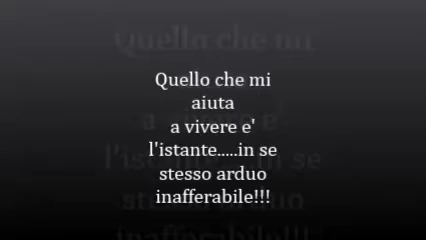 Quello che mi
aiuta
a vivere e'
l'istante.....in se
stesso arduo
inafferabile!!!